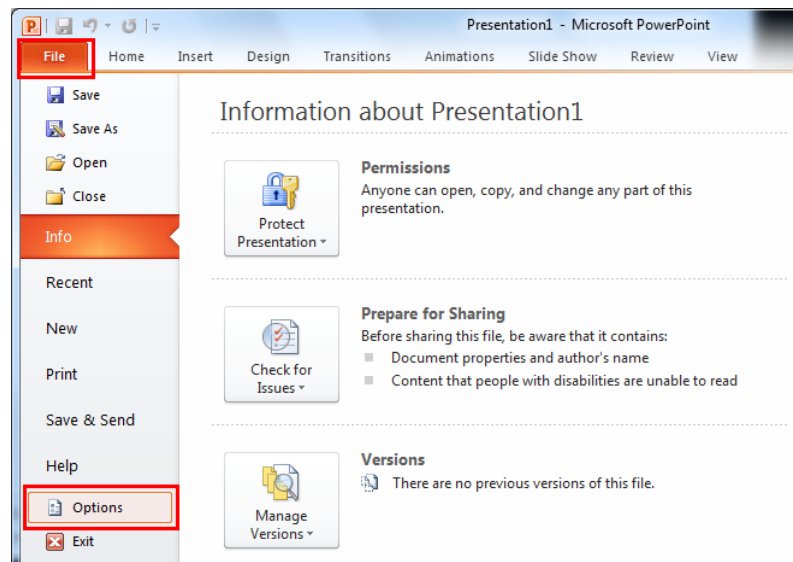 Presentation1 - Microsoft PowerPoint
File Home Insert Design Transitions Animations Slide Show Review View
Save
Save As
Open
Close
Info
Recent
New
Print
Save & Send
Help
Options
Exit
Information about Presentation1
Protect
Presentation
Permissions
Anyone can open, copy, and change any part of this
presentation.
Check for
Issues
Prepare for Sharing
Before sharing this file, be aware that it contains:
Document properties and author's name
Content that people with disabilities are unable to read
Manage
Versions
Versions
There are no previous versions of this file.